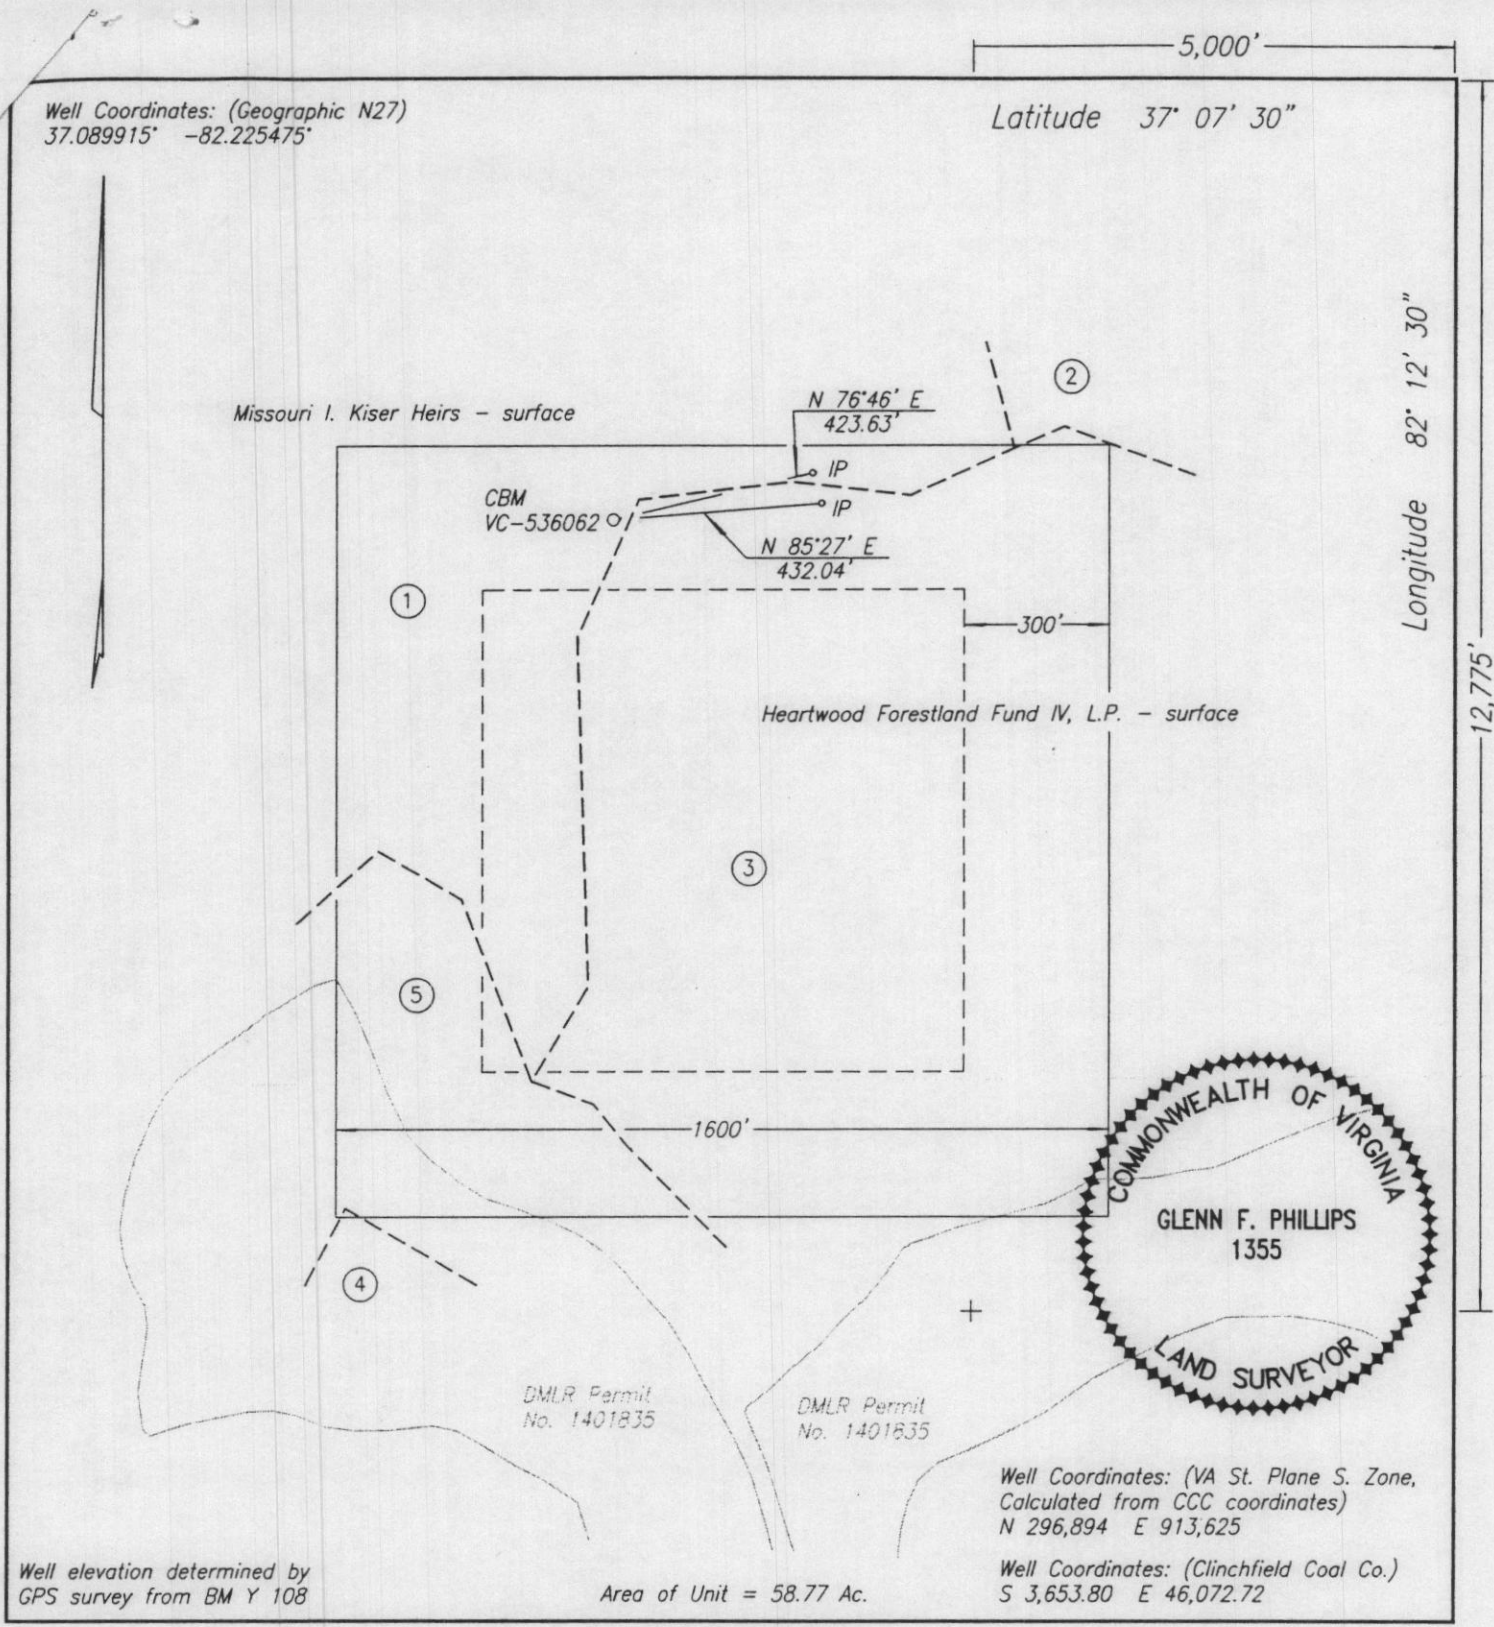 5,000'
Well Coordinates: (Geographic N27)
37.089915° -82.225475°
Latitude 37° 07' 30"
Longitude 82° 12' 30"
12,775'
2
Missouri I. Kiser Heirs - surface
N 76°46' E
423.63'
IP
CBM
VC-536062
IP
N 85°27' E
432.04'
1
300'
Heartwood Forestland Fund IV, L.P. - surface
3
5
1600'
COMMONWEALTH OF VIRGINIA
GLENN F. PHILLIPS
1355
LAND SURVEYOR
4
DMLR Permit
No. 1401835
DMLR Permit
No. 1401835
Well Coordinates: (VA St. Plane S. Zone,
Calculated from CCC coordinates)
N 296,894 E 913,625
Well Coordinates: (Clinchfield Coal Co.)
S 3,653.80 E 46,072.72
Well elevation determined by
GPS survey from BM Y 108
Area of Unit = 58.77 Ac.